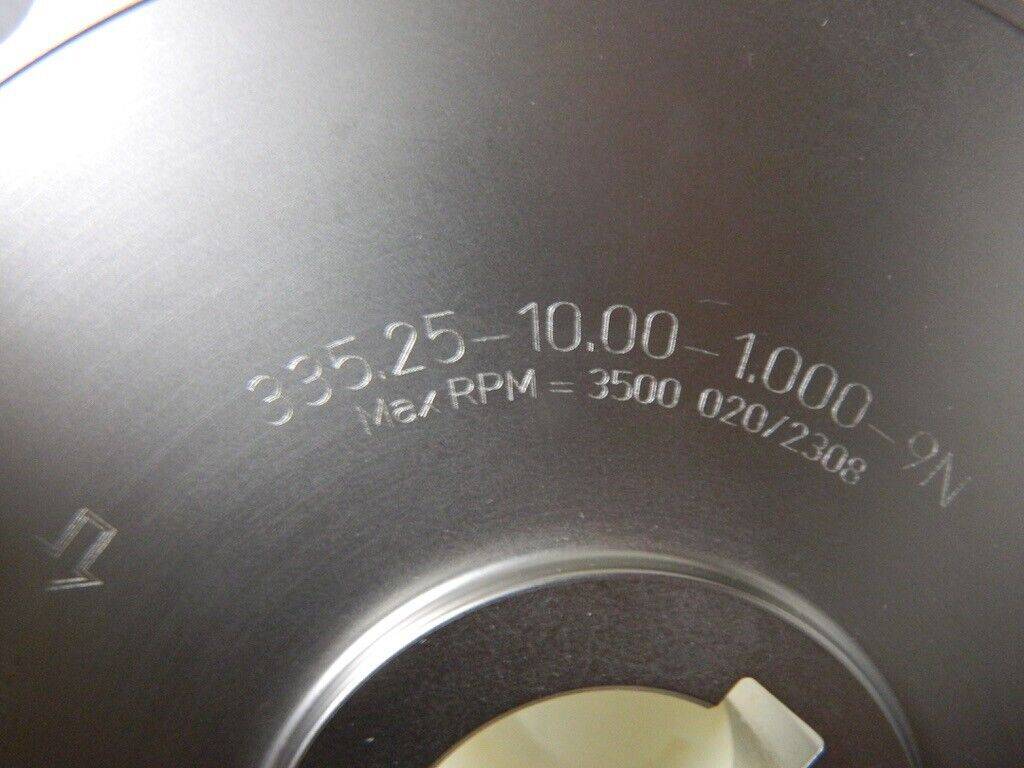 335.25-10.00-1.000-9N
Max RPM = 3500 020/2308